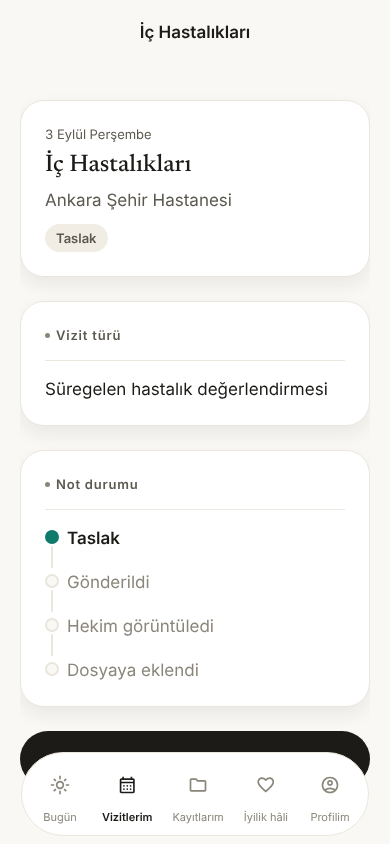 İç Hastalıkları
3 Eylül Perşembe
İç Hastalıkları
Ankara Şehir Hastanesi
Taslak
Vizit türü
Süregelen hastalık değerlendirmesi
Not durumu
Taslak
Gönderildi
Hekim görüntüledi
Dosyaya eklendi
Bugün Vizitlerim Kayıtlarım İyilik hâli Profilim